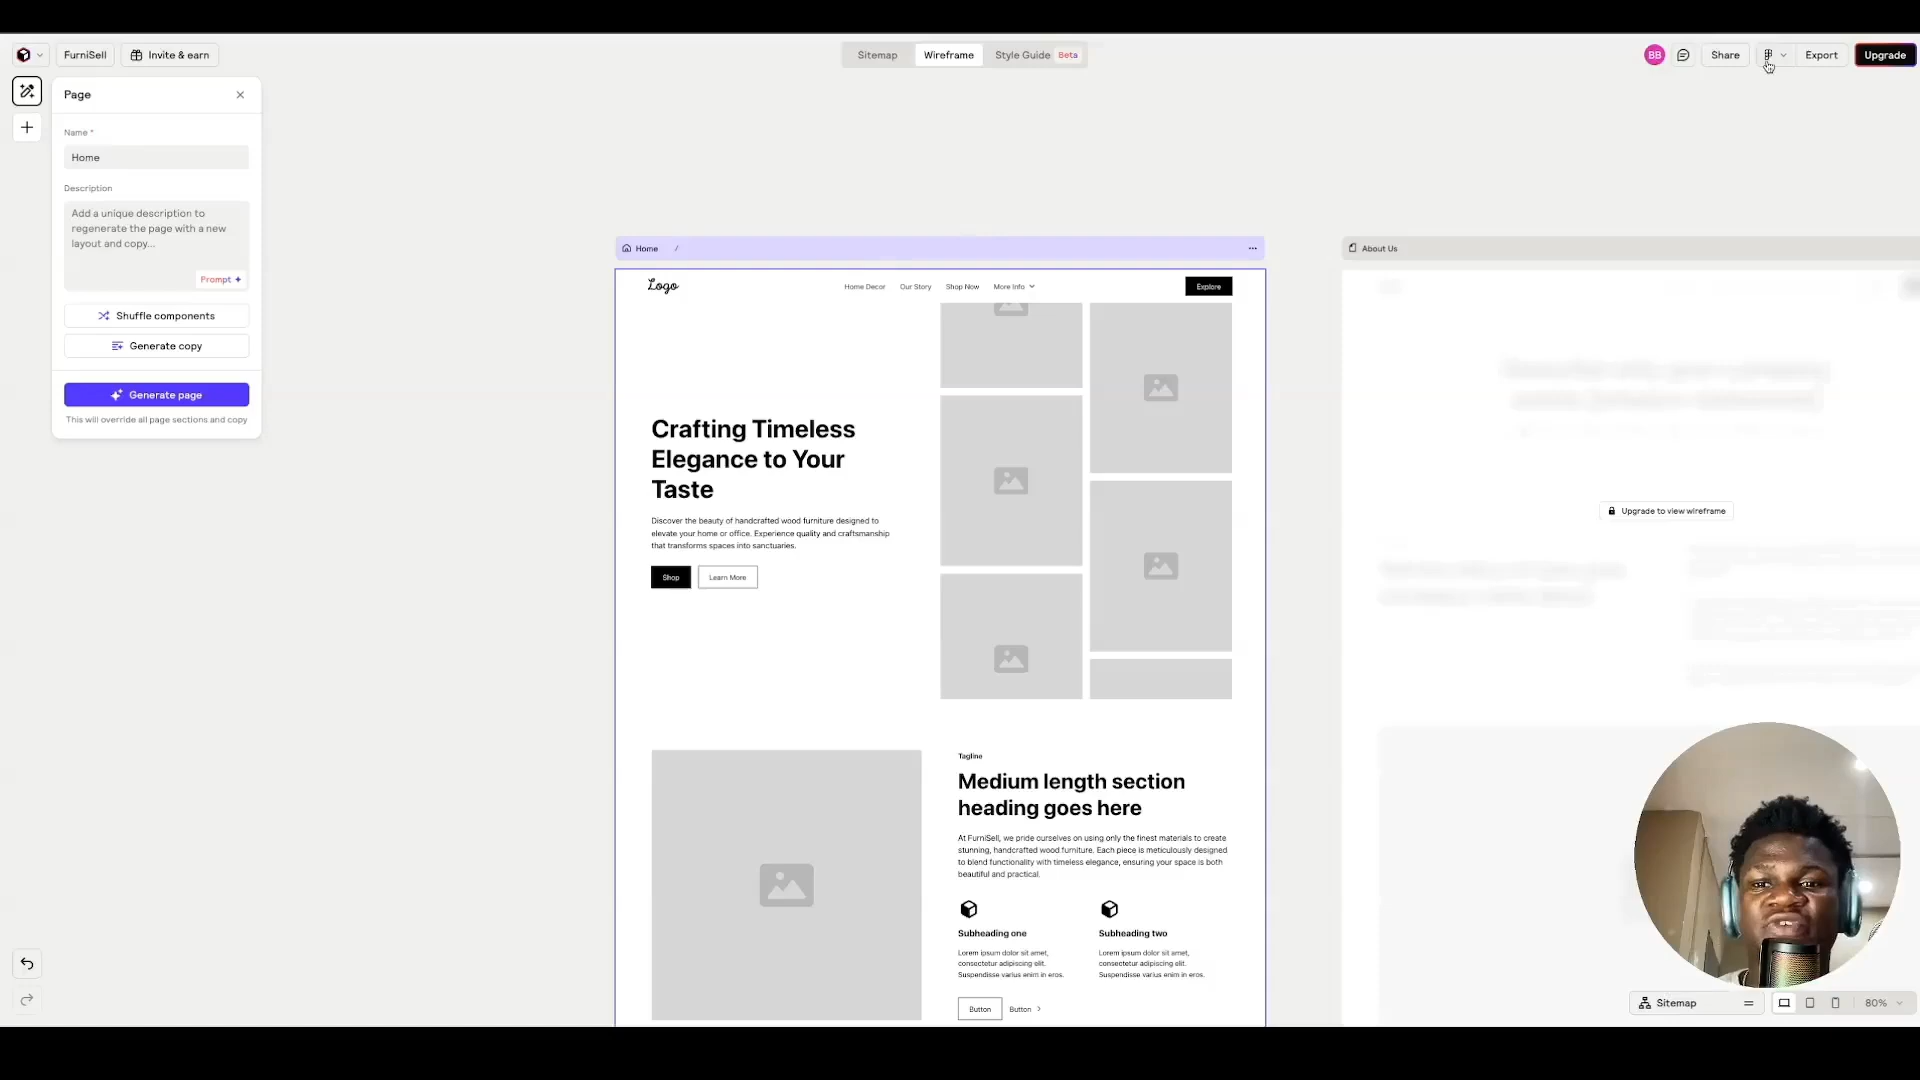 FurniSell
Invite & earn
Sitemap
Wireframe
Style Guide Beta
BB
Share
Export
Upgrade
Page
Name *
Home
Description
Add a unique description to
regenerate the page with a new
layout and copy...
Prompt
Shuffle components
Generate copy
Generate page
This will override all page sections and copy
Home /
Logo
Home Decor
Our Story
Shop Now
More Info
Explore
Crafting Timeless
Elegance to Your
Taste
Discover the beauty of handcrafted wood furniture designed to
elevate your home or office. Experience quality and craftsmanship
that transforms spaces into sanctuaries.
Shop
Learn More
Tagline
Medium length section
heading goes here
At FurniSell, we pride ourselves on using only the finest materials to create
stunning, handcrafted wood furniture. Each piece is meticulously designed
to blend functionality with timeless elegance, ensuring your space is both
beautiful and practical.
Subheading one
Lorem ipsum dolor sit amet,
consectetur adipiscing elit.
Suspendisse varius enim in eros.
Subheading two
Lorem ipsum dolor sit amet,
consectetur adipiscing elit.
Suspendisse varius enim in eros.
Button
Button
About Us
Upgrade to view wireframe
Sitemap
80%